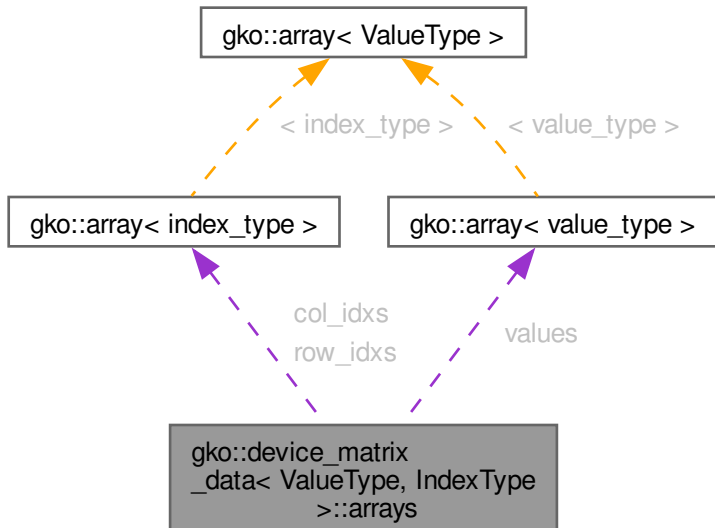 gko::array< ValueType >
< index_type >
< value_type >
gko::array< index_type >
gko::array< value_type >
col_idxs
row_idxs
values
gko::device_matrix
_data< ValueType, IndexType
>::arrays